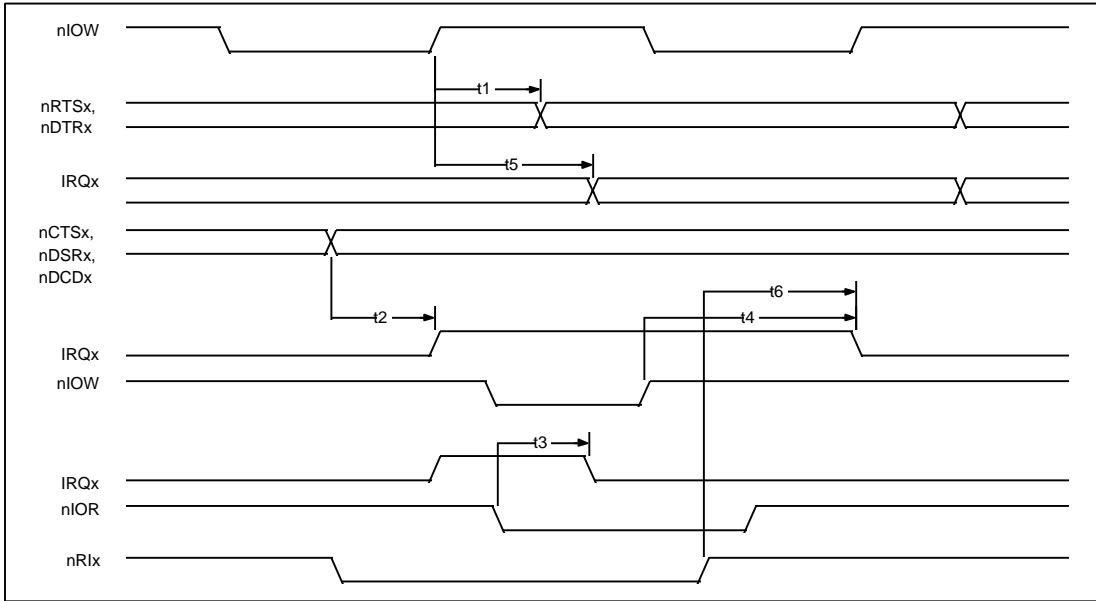 nIOW
t1
nRTSx,
nDTRx
t5
IRQx
nCTSx,
nDSRx,
nDCDx
t6
t2
t4
IRQx
nIOW
t3
IRQx
nIOR
nRIx